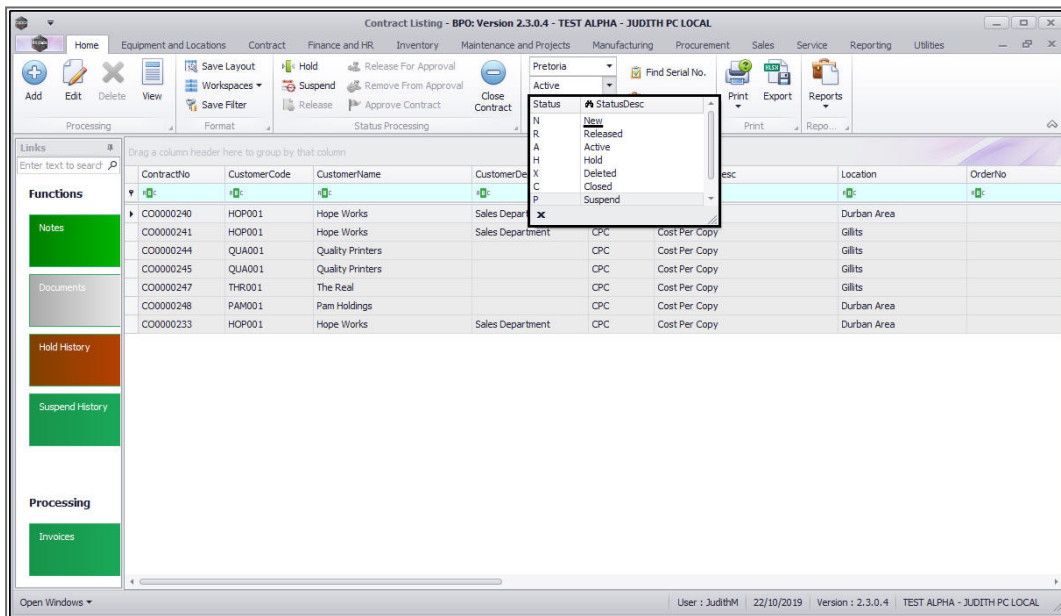 Contract Listing - BPO: Version 2.3.0.4 - TEST ALPHA - JUDITH PC LOCAL
Home Equipment and Locations Contract Finance and HR Inventory Maintenance and Projects Manufacturing Procurement Sales Service Reporting Utilities
Add Edit Delete View Save Layout Workspaces Save Filter Hold Suspend Release Release For Approval Remove From Approval Approve Contract Close Contract Pretoria Active Find Serial No. Print Export Reports
Processing Format Status Processing Print Repo...
Status StatusDesc
N New
R Released
A Active
H Hold
X Deleted
C Closed
P Suspend
Links
Enter text to search
Functions
Notes
Documents
Hold History
Suspend History
Processing
Invoices
Drag a column header here to group by that column
ContractNo CustomerCode CustomerName CustomerDe esc Location OrderNo
CO0000240 HOP001 Hope Works Sales Depart Durban Area
CO0000241 HOP001 Hope Works Sales Department CPC Cost Per Copy Gillits
CO0000244 QUA001 Quality Printers CPC Cost Per Copy Gillits
CO0000245 QUA001 Quality Printers CPC Cost Per Copy Gillits
CO0000247 THR001 The Real CPC Cost Per Copy Gillits
CO0000248 PAM001 Pam Holdings CPC Cost Per Copy Durban Area
CO0000233 HOP001 Hope Works Sales Department CPC Cost Per Copy Durban Area
Open Windows User : JudithM 22/10/2019 Version : 2.3.0.4 TEST ALPHA - JUDITH PC LOCAL